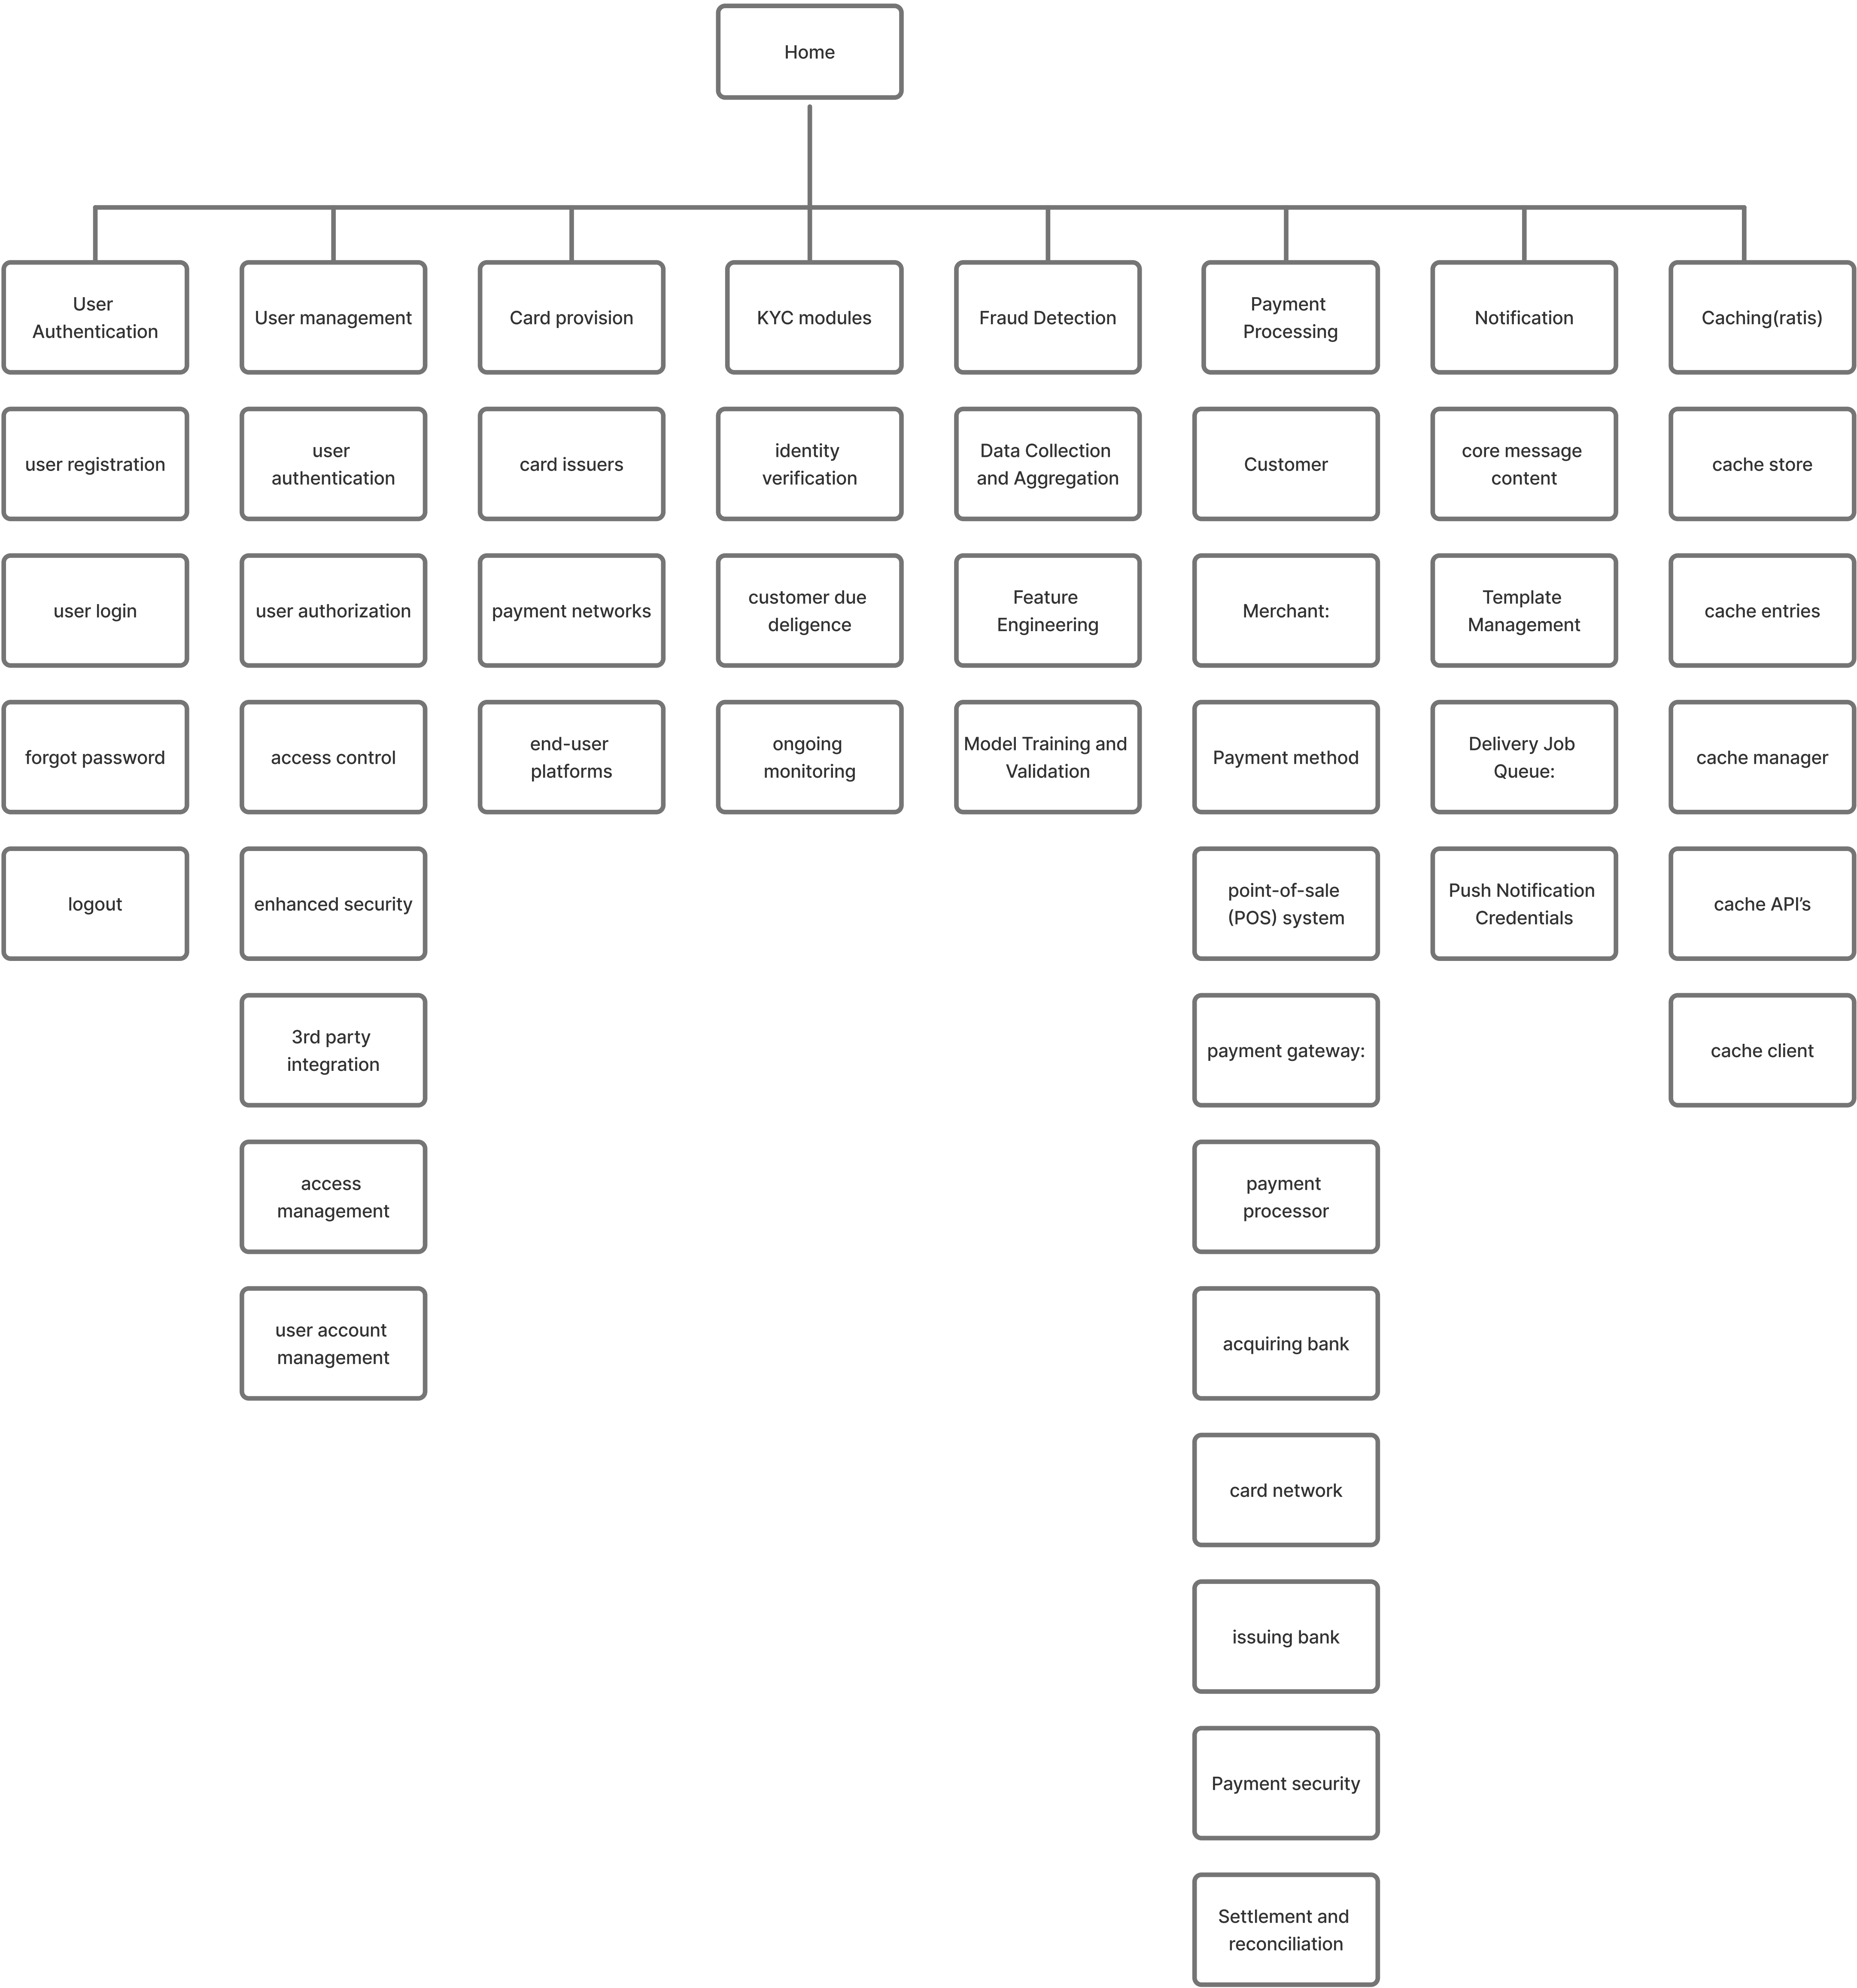 Home
User
Authentication
User management
Card provision
KYC modules
Fraud Detection
Payment
Processing
Notification
Caching(ratis)
user registration
user
authentication
card issuers
identity
verification
Data Collection
and Aggregation
Customer
core message
content
cache store
user login
user authorization
payment networks
customer due
deligence
Feature
Engineering
Merchant:
Template
Management
cache entries
forgot password
access control
end-user
platforms
ongoing
monitoring
Model Training and
Validation
Payment method
Delivery Job
Queue:
cache manager
logout
enhanced security
point-of-sale
(POS) system
Push Notification
Credentials
cache API’s
3rd party
integration
payment gateway:
cache client
access
management
payment
processor
user account
management
acquiring bank
card network
issuing bank
Payment security
Settlement and
reconciliation